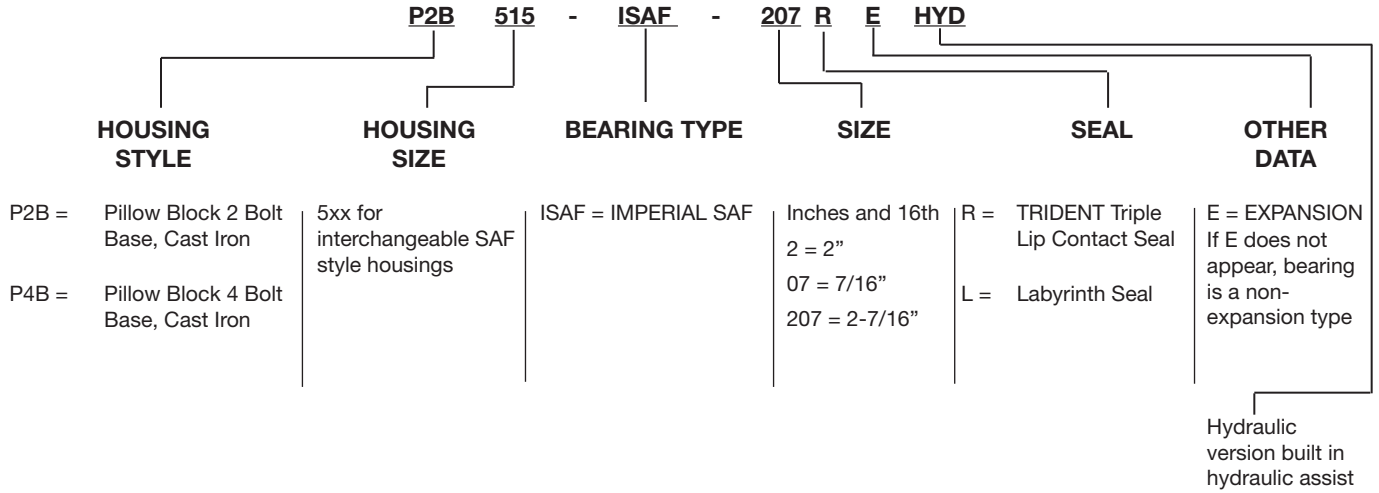 P2B 515 - ISAF - 207 R E HYD
HOUSING
STYLE
P2B = Pillow Block 2 Bolt
Base, Cast Iron
P4B = Pillow Block 4 Bolt
Base, Cast Iron
HOUSING
SIZE
5xx for
interchangeable SAF
style housings
BEARING TYPE
ISAF = IMPERIAL SAF
SIZE
Inches and 16th
2 = 2”
07 = 7/16”
207 = 2-7/16”
SEAL
R = TRIDENT Triple
Lip Contact Seal
L = Labyrinth Seal
OTHER
DATA
E = EXPANSION
If E does not
appear, bearing
is a non-
expansion type
Hydraulic
version built in
hydraulic assist